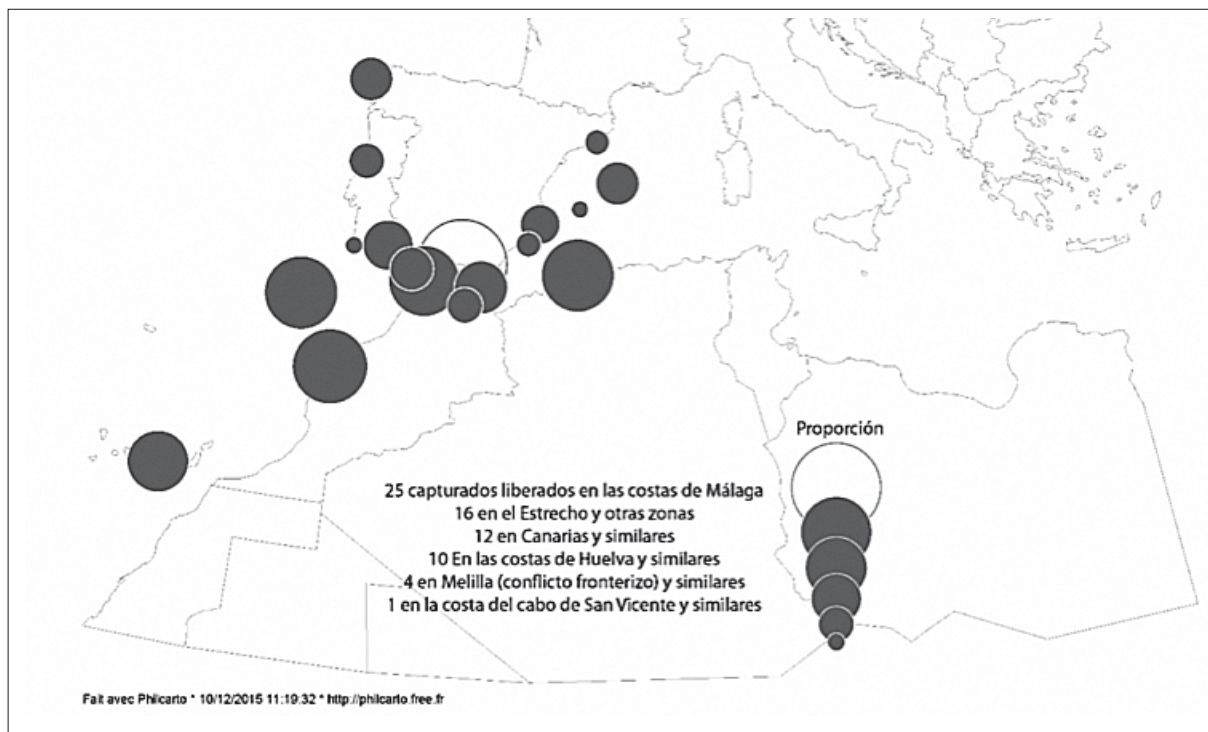 Proporción
25 capturados liberados en las costas de Málaga
16 en el Estrecho y otras zonas
12 en Canarias y similares
10 En las costas de Huelva y similares
4 en Melilla (conflicto fronterizo) y similares
1 en la costa del cabo de San Vicente y similares
Fait avec Philcarto * 10/12/2015 11:19:32 * http://philcarto.free.fr